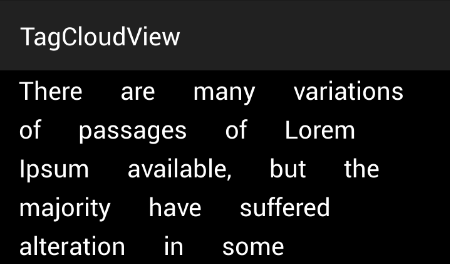 TagCloudView
There are many variations
of passages of Lorem
Ipsum available, but the
majority have suffered
alteration in some